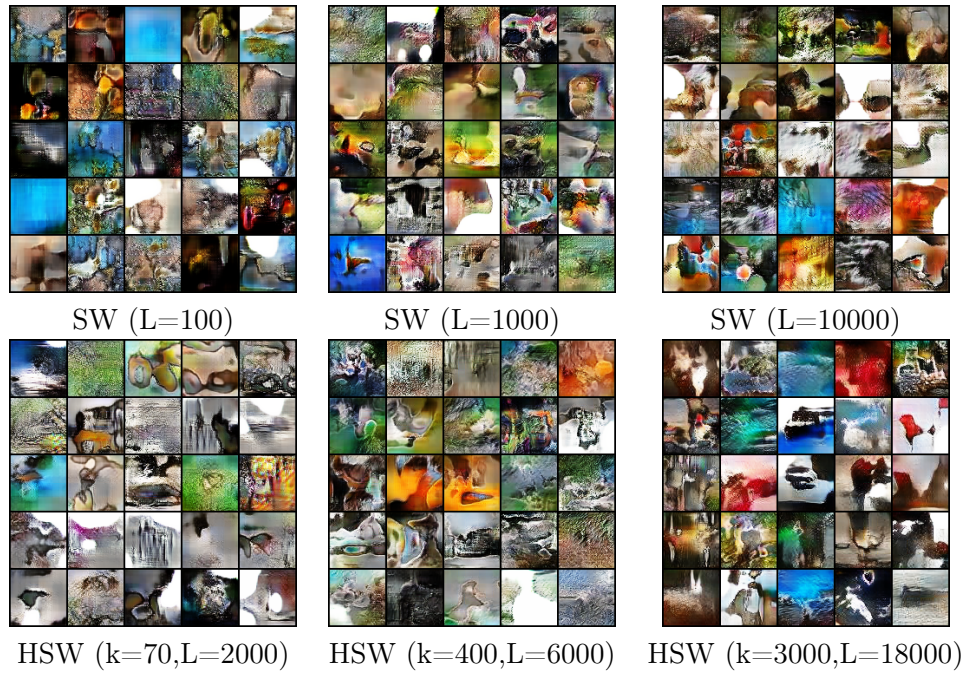 SW (L=100)
SW (L=1000)
SW (L=10000)
HSW (k=70,L=2000)
HSW (k=400,L=6000)
HSW (k=3000,L=18000)